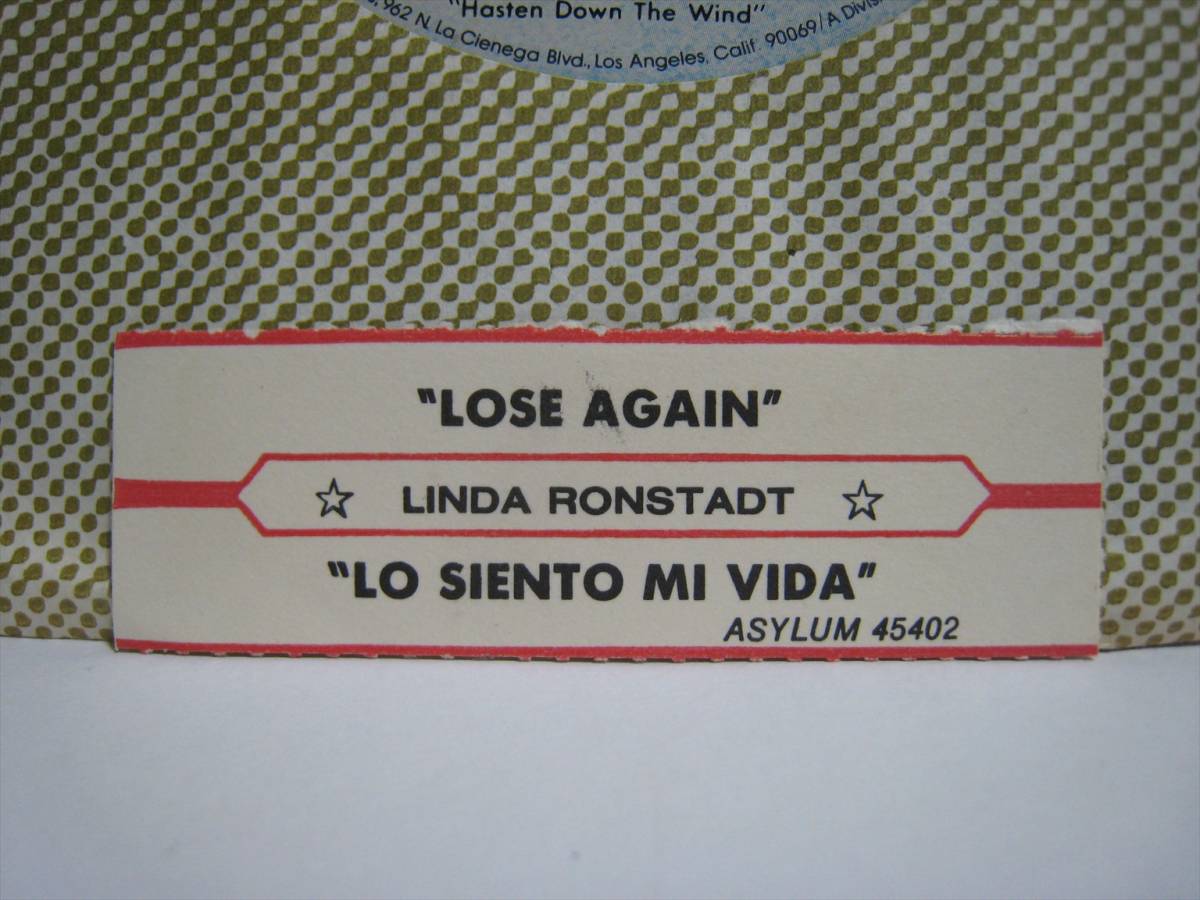 "Hasten Down The Wind"
962 N. La Cienega Blvd., Los Angeles, Calif. 90069/A
"LOSE AGAIN"
☆ LINDA RONSTADT ☆
"LO SIENTO MI VIDA"
ASYLUM 45402